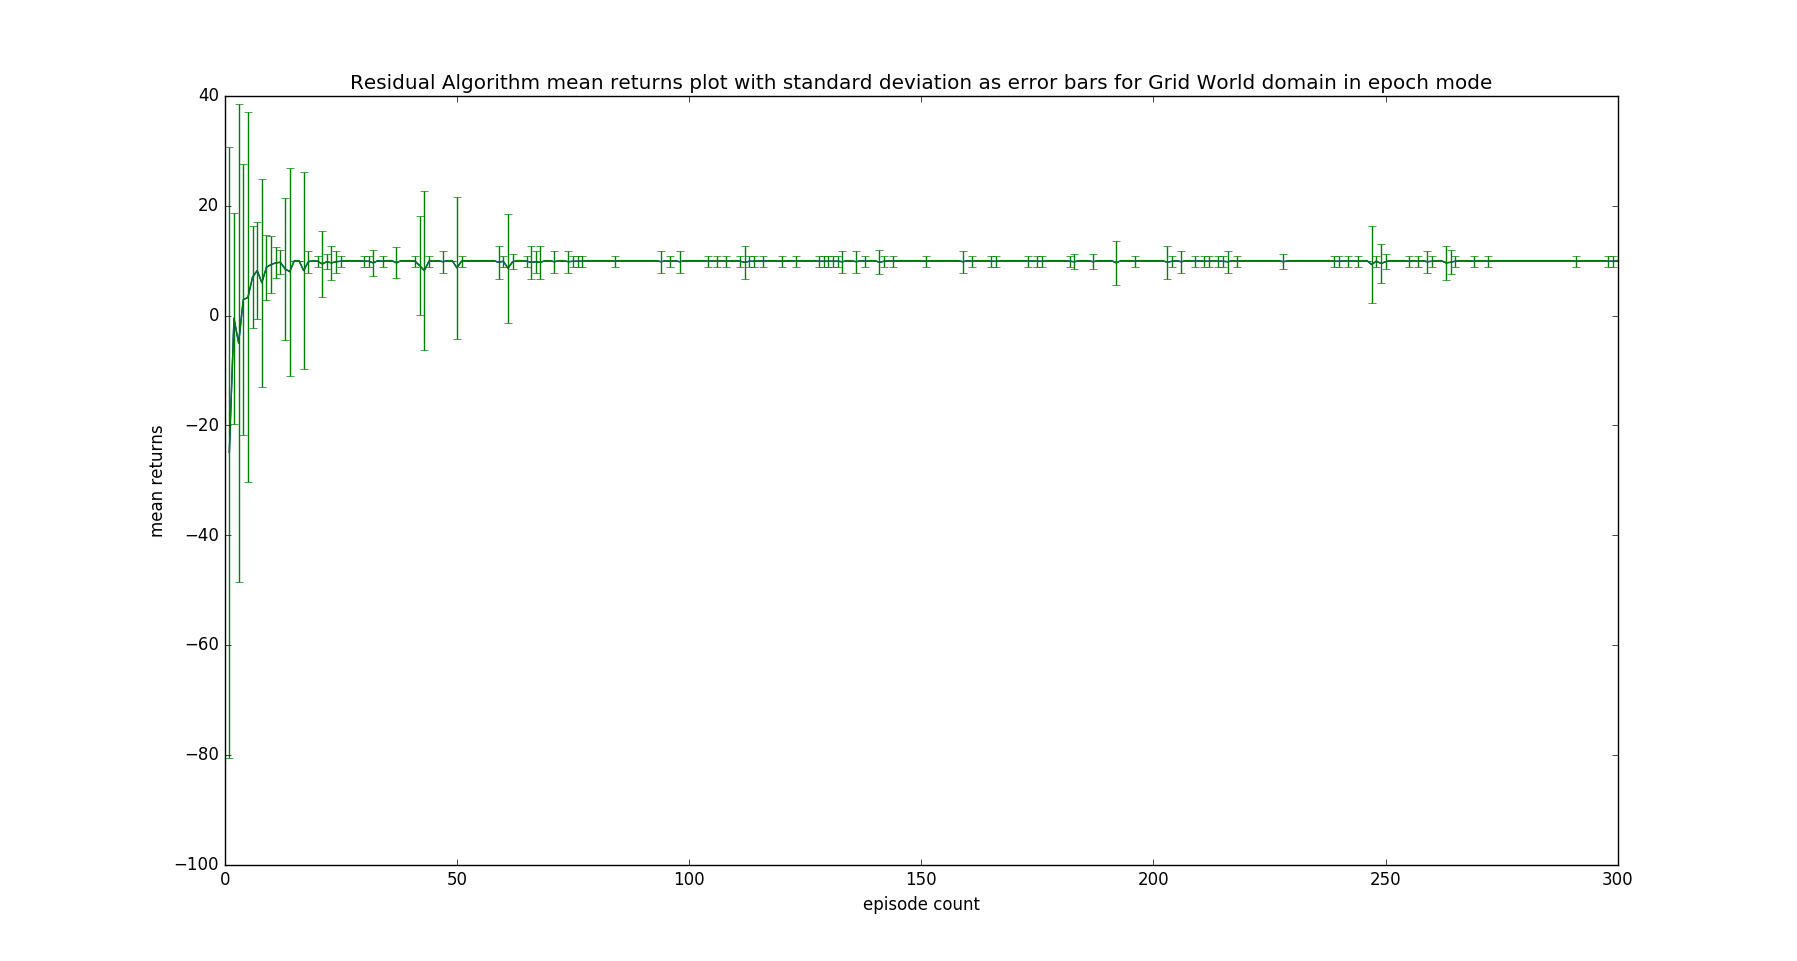 Residual Algorithm mean returns plot with standard deviation as error bars for Grid World domain in epoch mode
40
20
0
−20
−40
−60
−80
−100
mean returns
0 50 100 150 200 250 300
episode count